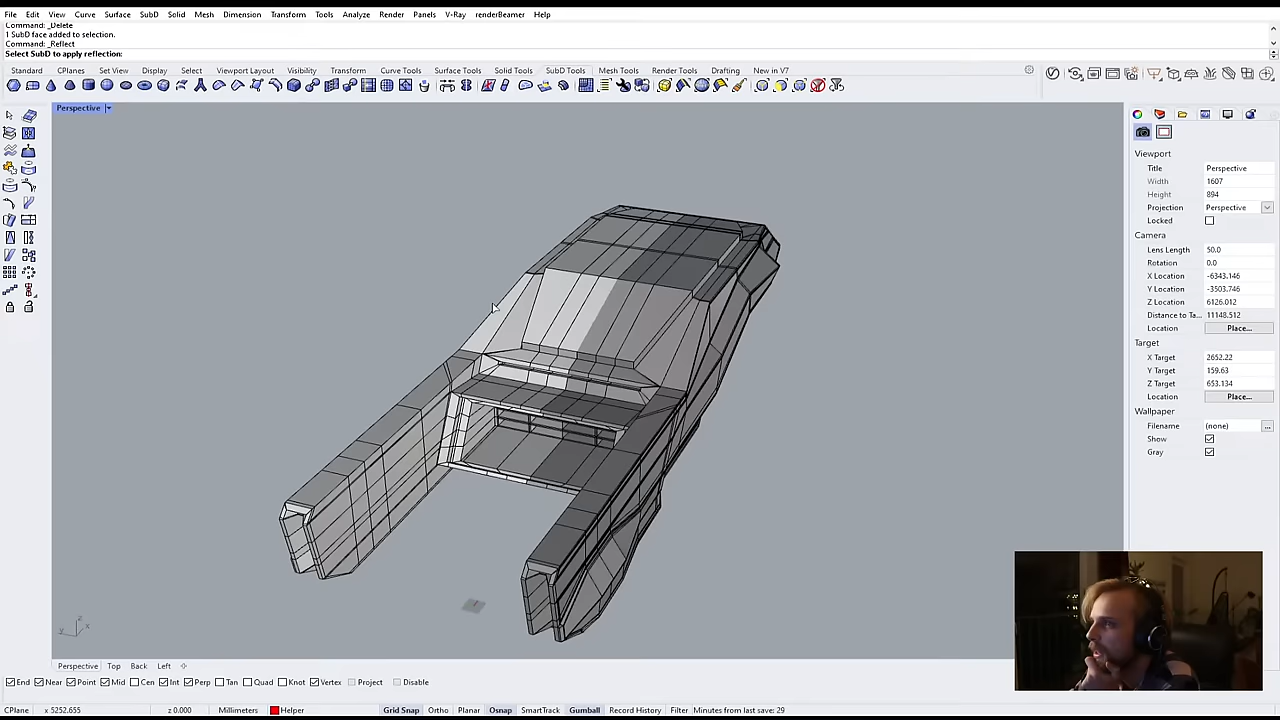 File Edit View Curve Surface SubD Solid Mesh Dimension Transform Tools Analyze Render Panels V-Ray renderBeamer Help
Command: _Delete
1 SubD face added to selection.
Command: _Reflect
Select SubD to apply reflection:
Standard CPlanes Set View Display Select Viewport Layout Visibility Transform Curve Tools Surface Tools Solid Tools SubD Tools Mesh Tools Render Tools Drafting New in V7
Perspective
Viewport
Title Perspective
Width 1607
Height 894
Projection Perspective
Locked
Camera
Lens Length 50.0
Rotation 0.0
X Location -6343.146
Y Location -3503.746
Z Location 6126.012
Distance to Ta... 11148.512
Location Place...
Target
X Target 2652.22
Y Target 159.63
Z Target 653.134
Location Place...
Wallpaper
Filename (none) ...
Show
Gray
z
y x
Perspective Top Back Left
End Near Point Mid Cen Int Perp Tan Quad Knot Vertex Project Disable
CPlane x 5252.655 z 0.000 Millimeters Helper Grid Snap Ortho Planar Osnap SmartTrack Gumball Record History Filter Minutes from last save: 29